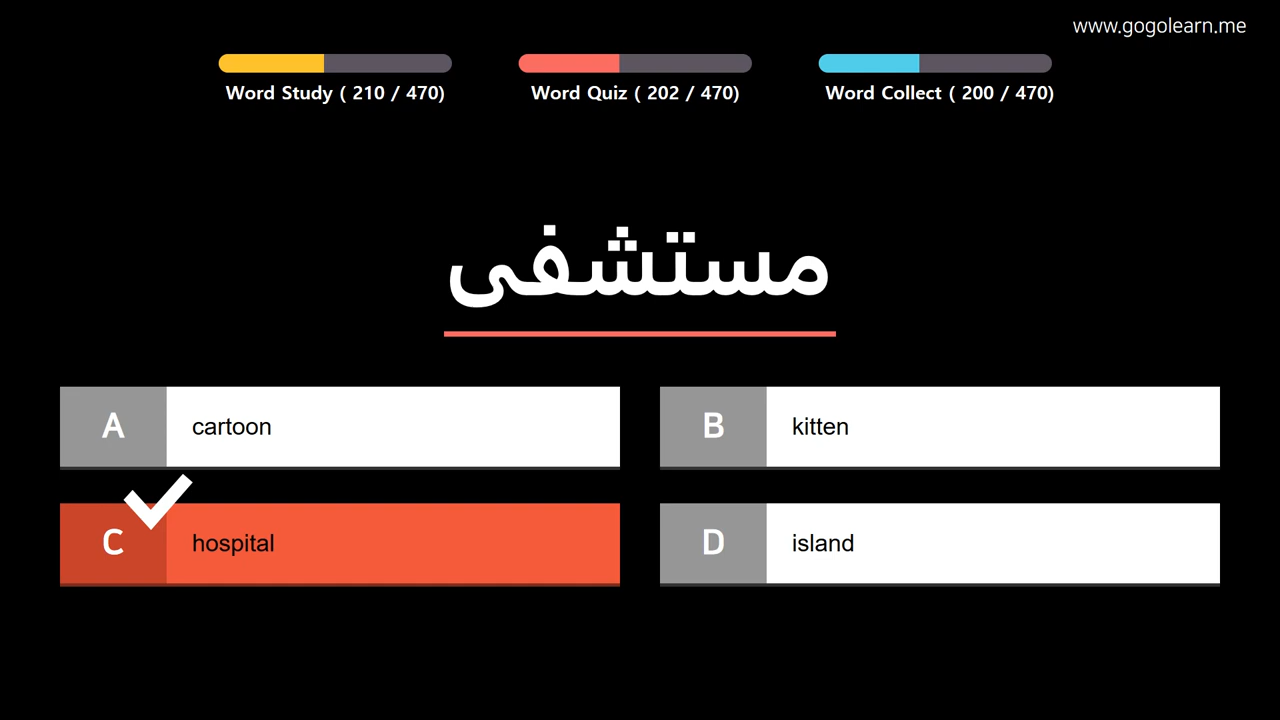 www.gogolearn.me
Word Study ( 210 / 470)
Word Quiz ( 202 / 470)
Word Collect ( 200 / 470)
مستشفى
A cartoon
B kitten
C hospital
D island